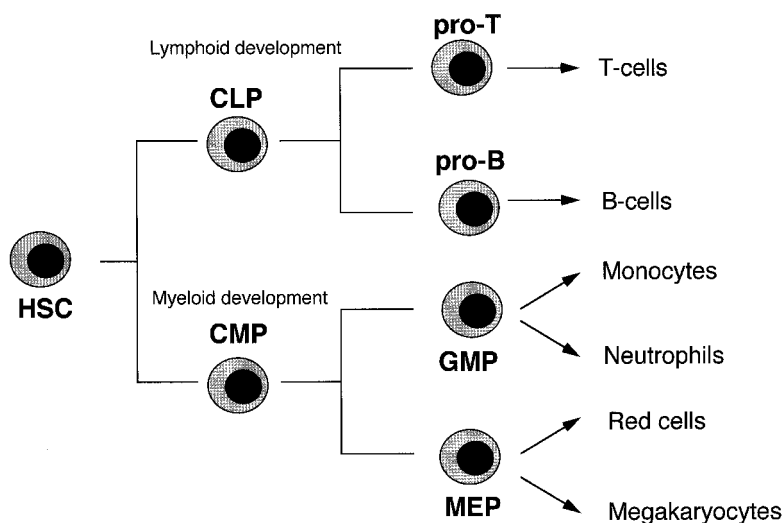 pro-T
Lymphoid development
T-cells
CLP
pro-B
B-cells
HSC
Myeloid development
CMP
Monocytes
GMP
Neutrophils
Red cells
MEP
Megakaryocytes